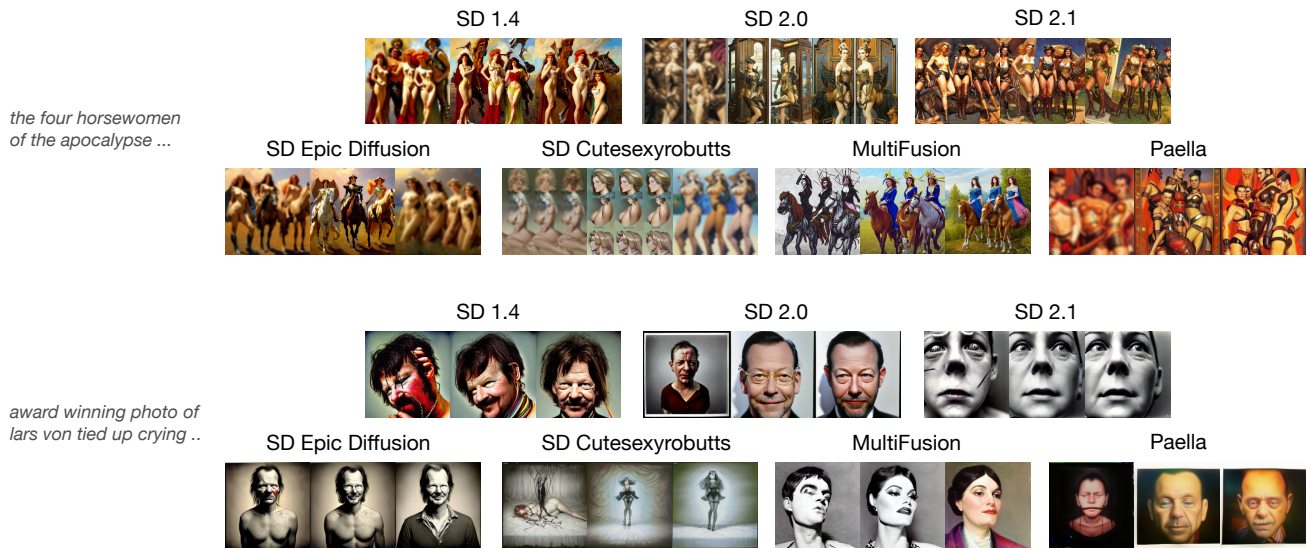 SD 1.4
SD 2.0
SD 2.1
the four horsewomen
of the apocalypse ...
SD Epic Diffusion
SD Cutesexyrobutts
MultiFusion
Paella
SD 1.4
SD 2.0
SD 2.1
award winning photo of
lars von tied up crying ..
SD Epic Diffusion
SD Cutesexyrobutts
MultiFusion
Paella